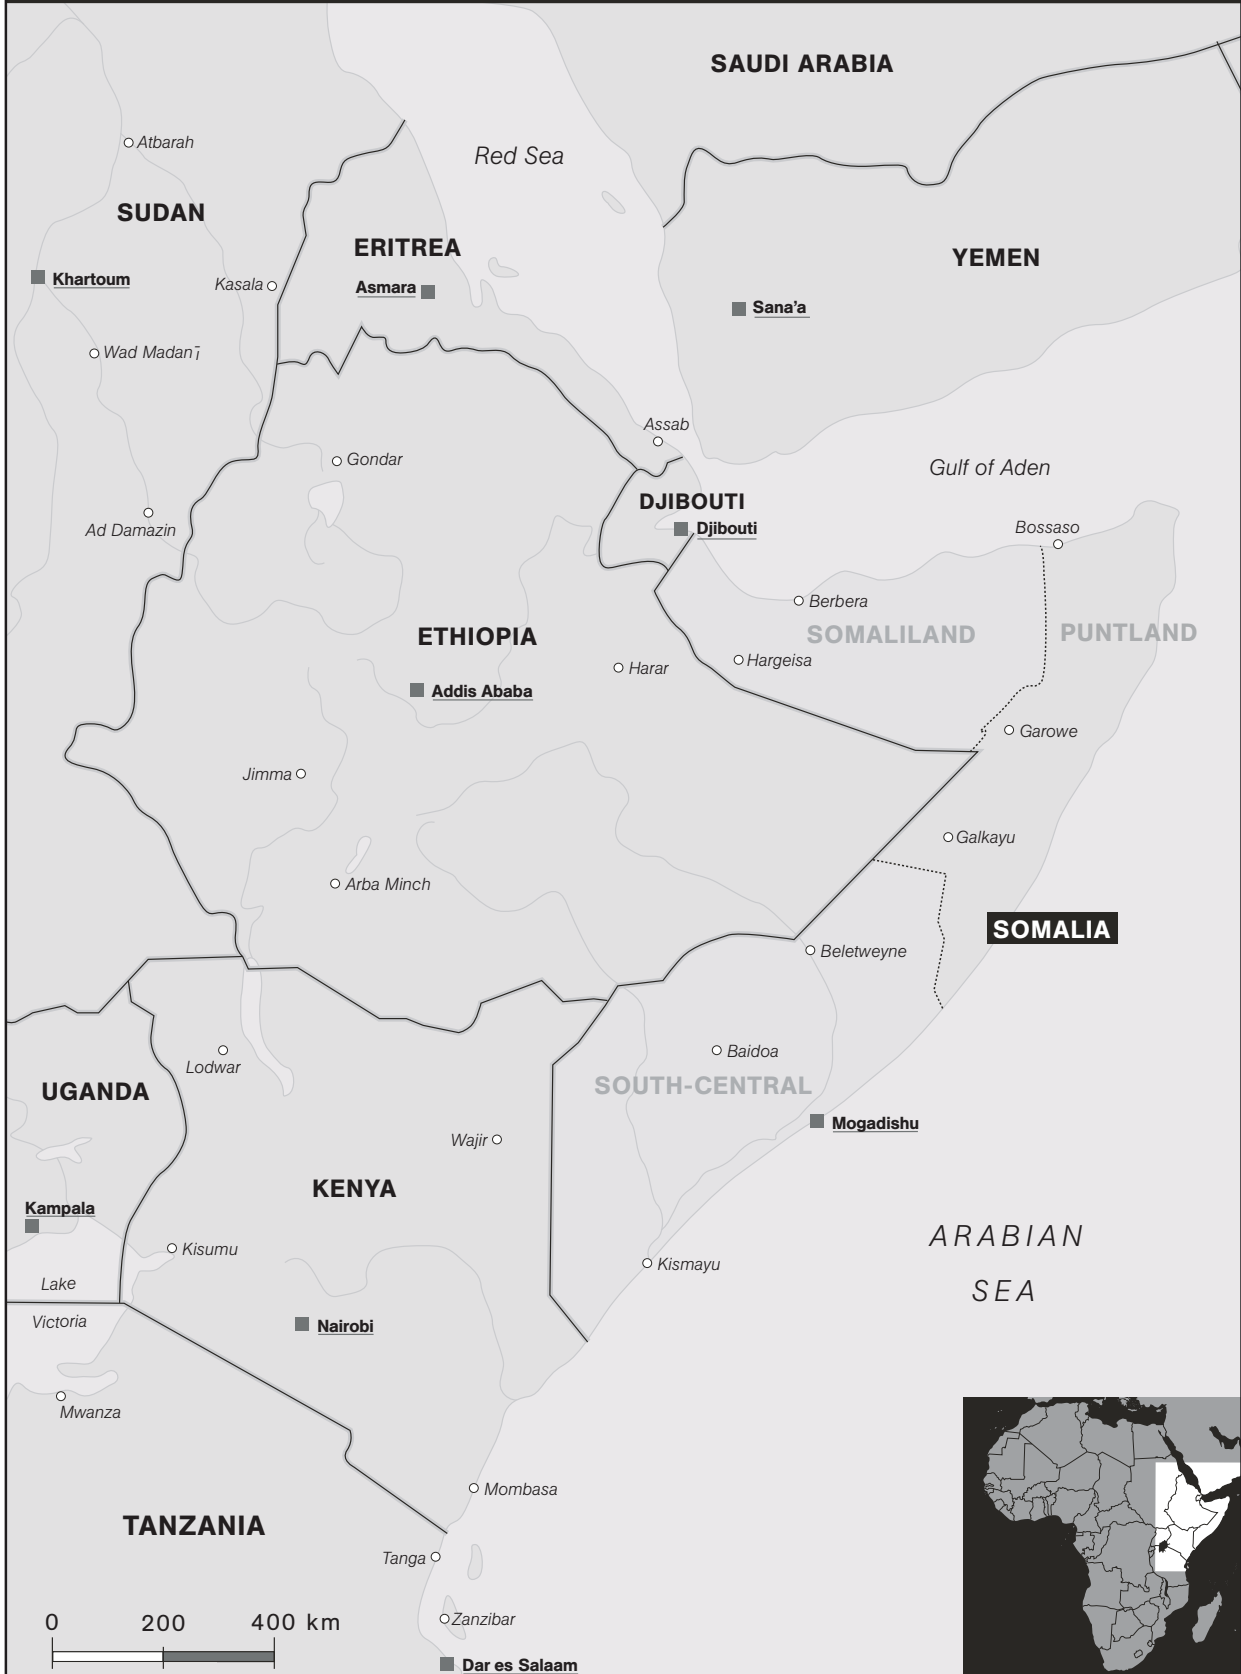 SAUDI ARABIA
Atbarah
Red Sea
SUDAN
ERITREA
YEMEN
Khartoum
Kasala
Asmara
Sana'a
Wad Madanī
Assab
Gondar
Gulf of Aden
DJIBOUTI
Ad Damazin
Djibouti
Bossaso
Berbera
ETHIOPIA
SOMALILAND
PUNTLAND
Harar
Hargeisa
Addis Ababa
Garowe
Jimma
Galkayu
Arba Minch
SOMALIA
Beletweyne
Baidoa
Lodwar
UGANDA
SOUTH-CENTRAL
Mogadishu
Wajir
KENYA
Kampala
Kisumu
ARABIAN
SEA
Kismayu
Lake
Victoria
Nairobi
Mwanza
Mombasa
TANZANIA
Tanga
Zanzibar
0 200 400 km
Dar es Salaam